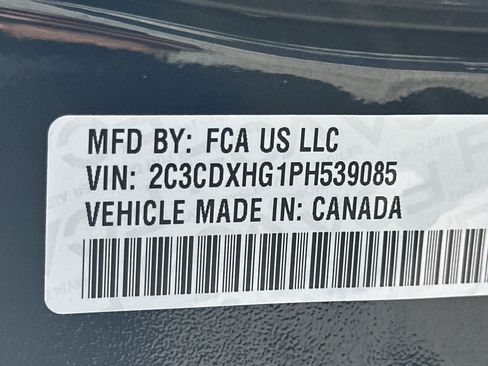 MFD BY: FCA US LLC
VIN: 2C3CDXHG1PH539085
VEHICLE MADE IN: CANADA